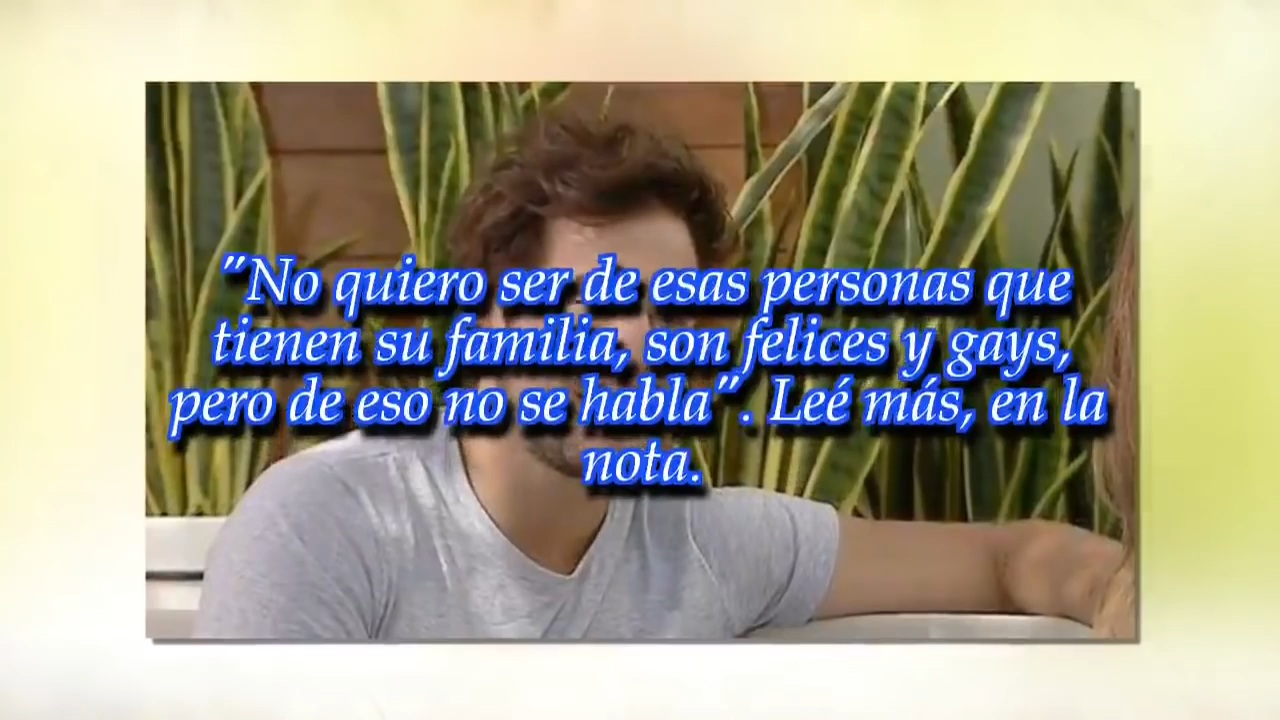 "No quiero ser de esas personas que
tienen su familia, son felices y gays,
pero de eso no se habla". Leé más, en la
nota.